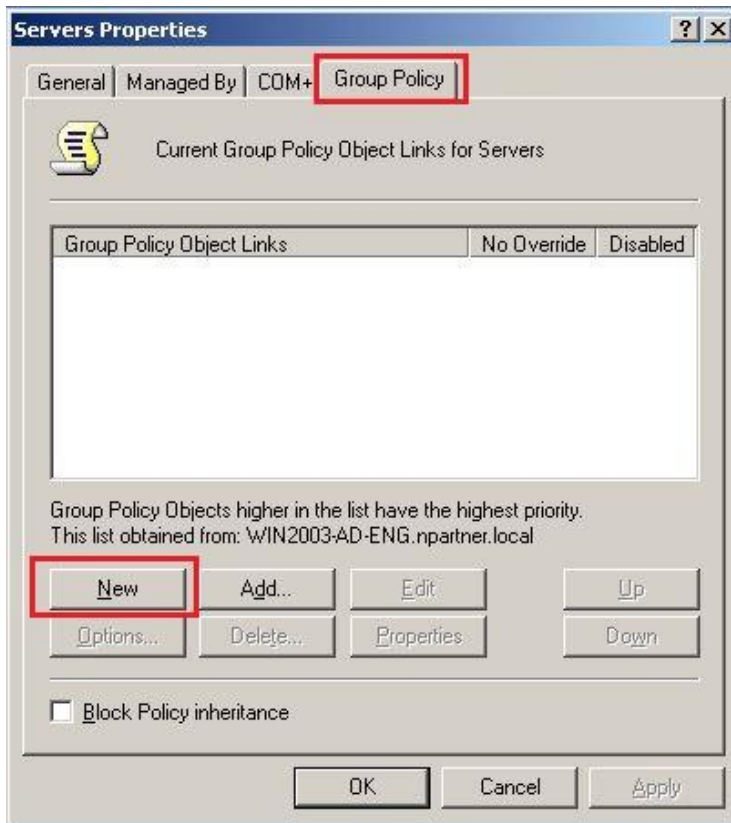 Servers Properties
General Managed By COM+ Group Policy
Current Group Policy Object Links for Servers
Group Policy Object Links No Override Disabled
Group Policy Objects higher in the list have the highest priority.
This list obtained from: WIN2003-AD-ENG.npartner.local
New Add... Edit Up
Options... Delete... Properties Down
Block Policy inheritance
OK Cancel Apply